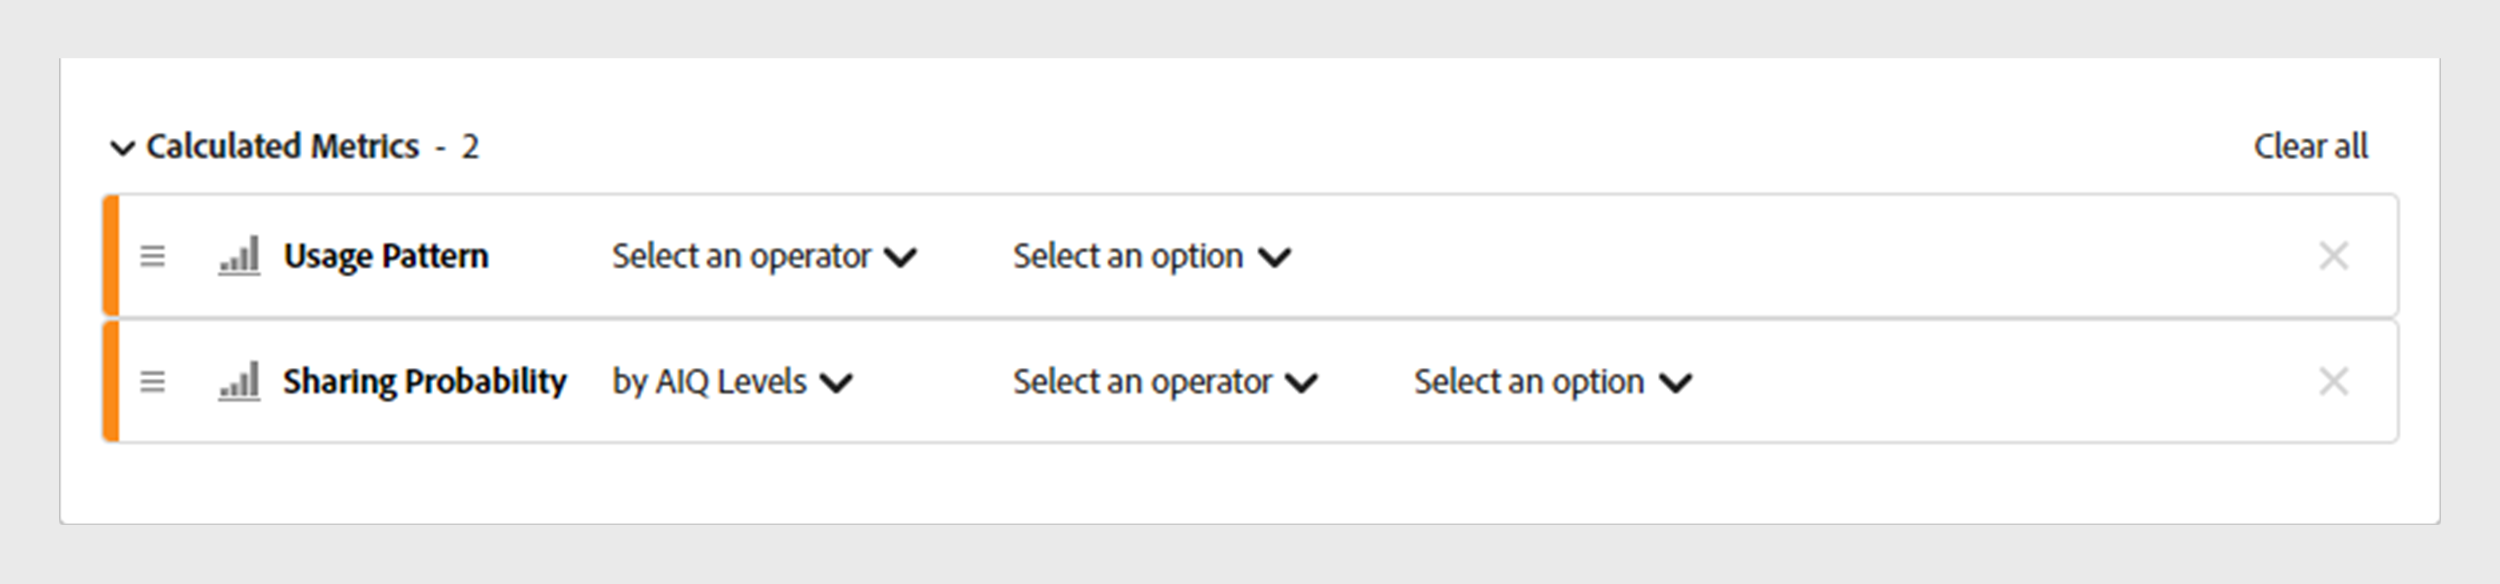 Calculated Metrics - 2 Clear all
Usage Pattern Select an operator Select an option
Sharing Probability by AIQ Levels Select an operator Select an option